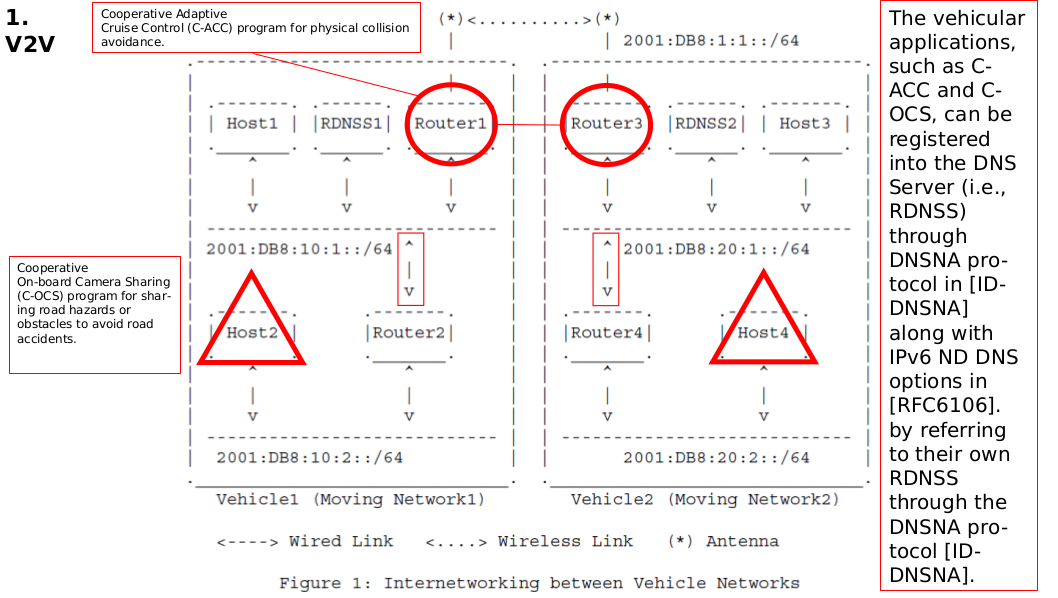 1.
V2V
Cooperative Adaptive
Cruise Control (C-ACC) program for physical collision
avoidance.
(*)<..........>(*)
2001:DB8:1:1::/64
Host1 RDNSS1 Router1 Router3 RDNSS2 Host3
2001:DB8:10:1::/64 2001:DB8:20:1::/64
Cooperative
On-board Camera Sharing
(C-OCS) program for shar-
ing road hazards or
obstacles to avoid road
accidents.
Host2 Router2 Router4 Host4
2001:DB8:10:2::/64 2001:DB8:20:2::/64
Vehicle1 (Moving Network1) Vehicle2 (Moving Network2)
<----> Wired Link <....> Wireless Link (*) Antenna
Figure 1: Internetworking between Vehicle Networks
The vehicular
applications,
such as C-
ACC and C-
OCS, can be
registered
into the DNS
Server (i.e.,
RDNSS)
through
DNSNA pro-
tocol in [ID-
DNSNA]
along with
IPv6 ND DNS
options in
[RFC6106].
by referring
to their own
RDNSS
through the
DNSNA pro-
tocol [ID-
DNSNA].